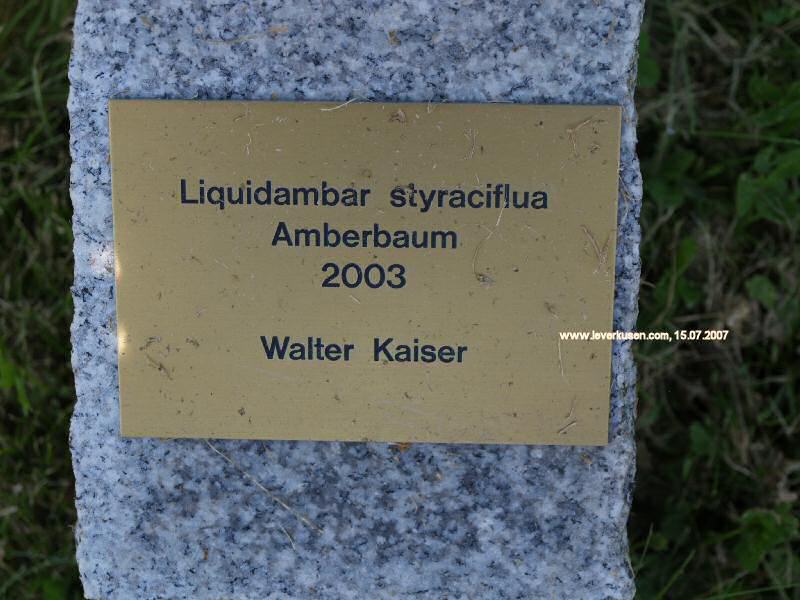 Liquidambar styraciflua
Amberbaum
2003
Walter Kaiser
www.leverkusen.com, 15.07.2007